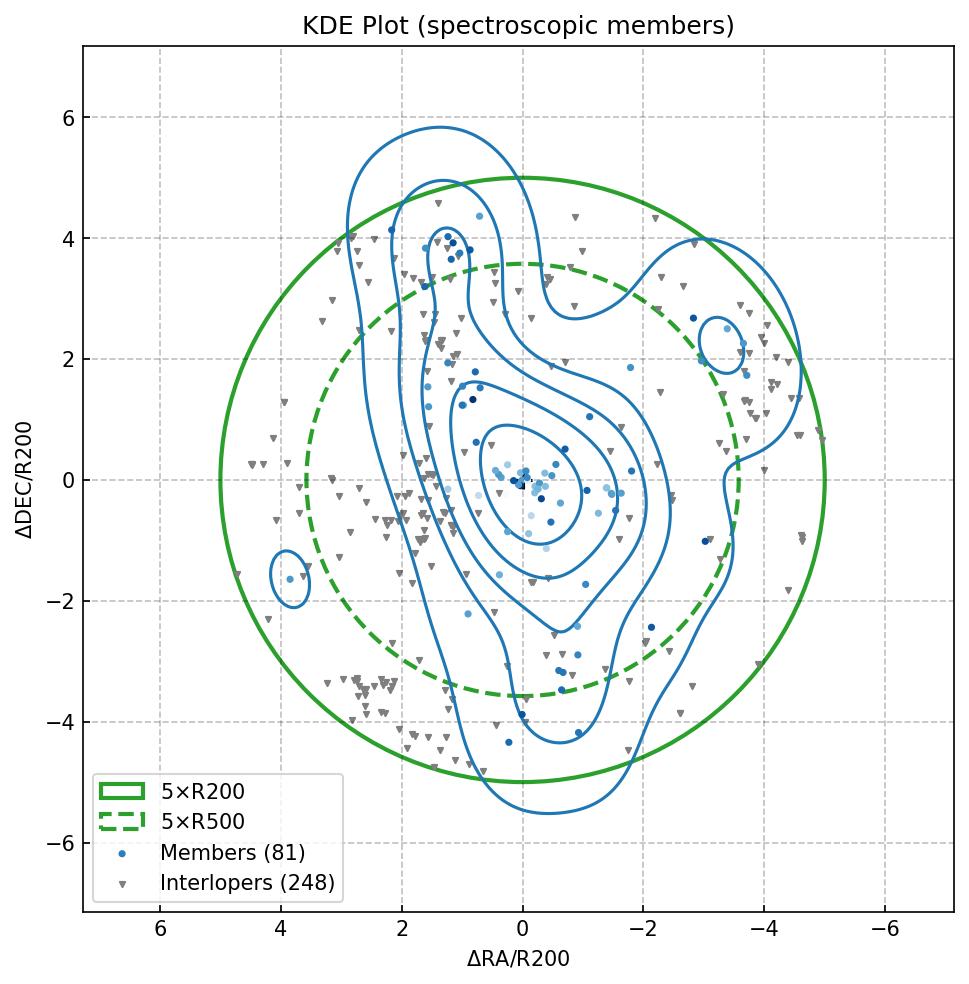 KDE Plot (spectroscopic members)
6
4
2
0
−2
−4
−6
ΔDEC/R200
5×R200
5×R500
Members (81)
Interlopers (248)
6 4 2 0 −2 −4 −6
ΔRA/R200